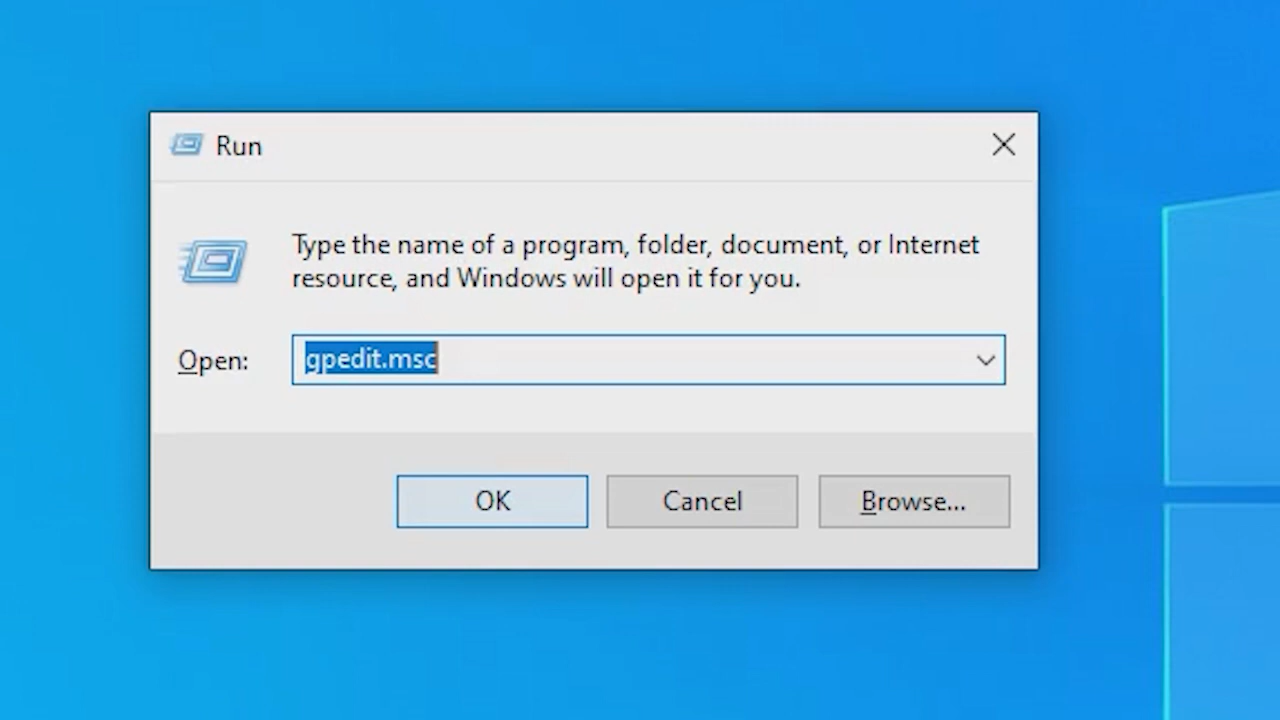 Run
Type the name of a program, folder, document, or Internet
resource, and Windows will open it for you.
Open: gpedit.msc
OK Cancel Browse...